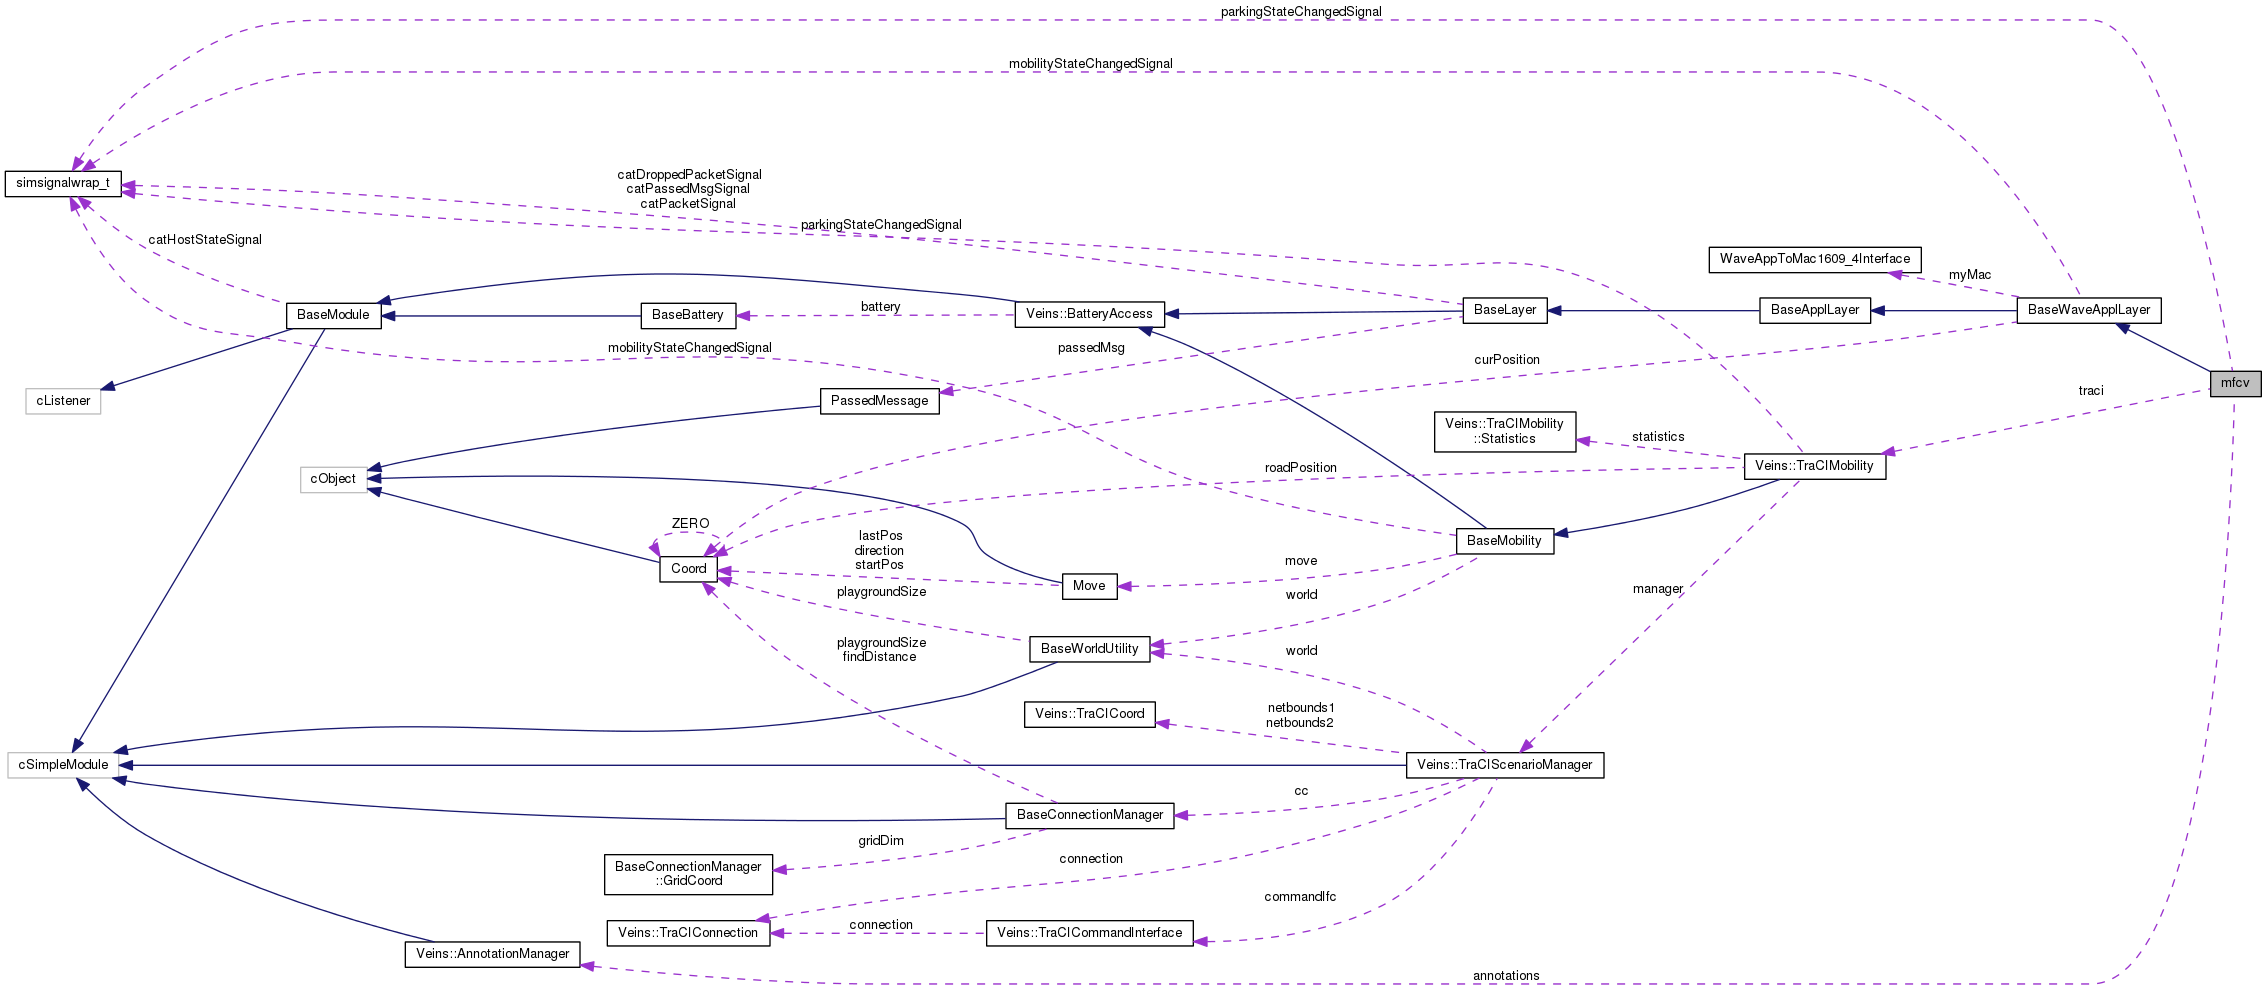 parkingStateChangedSignal
mobilityStateChangedSignal
simsignalwrap_t
catDroppedPacketSignal
catPassedMsgSignal
catPacketSignal
parkingStateChangedSignal
catHostStateSignal
WaveAppToMac1609_4Interface
myMac
BaseModule
BaseBattery
battery
Veins::BatteryAccess
BaseLayer
BaseApplLayer
BaseWaveApplLayer
mobilityStateChangedSignal
passedMsg
curPosition
mfcv
traci
cListener
PassedMessage
Veins::TraCIMobility
::Statistics
statistics
Veins::TraCIMobility
cObject
roadPosition
ZERO
Coord
lastPos
direction
startPos
Move
BaseMobility
move
world
manager
playgroundSize
playgroundSize
findDistance
BaseWorldUtility
world
Veins::TraCICoord
netbounds1
netbounds2
cSimpleModule
Veins::TraCIScenarioManager
cc
BaseConnectionManager
gridDim
BaseConnectionManager
::GridCoord
connection
commandIfc
Veins::TraCIConnection
connection
Veins::TraCICommandInterface
Veins::AnnotationManager
annotations